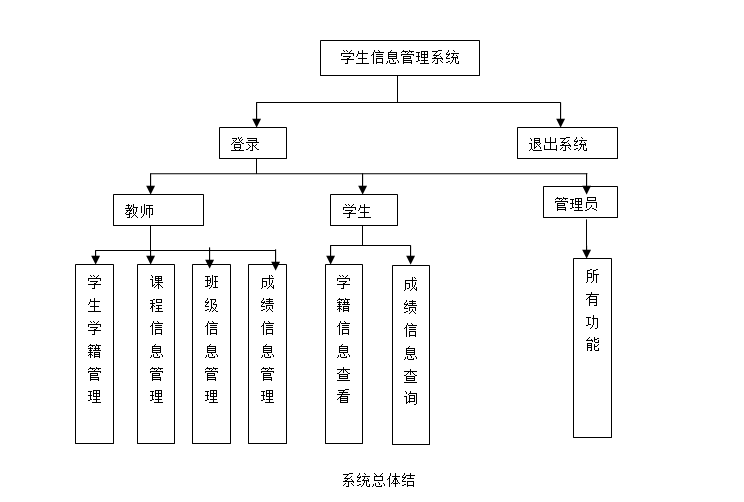 学生信息管理系统
登录
退出系统
教师
学生
管理员
学生学籍管理
课程信息管理
班级信息管理
成绩信息管理
学籍信息查看
成绩信息查询
所有功能
系统总体结